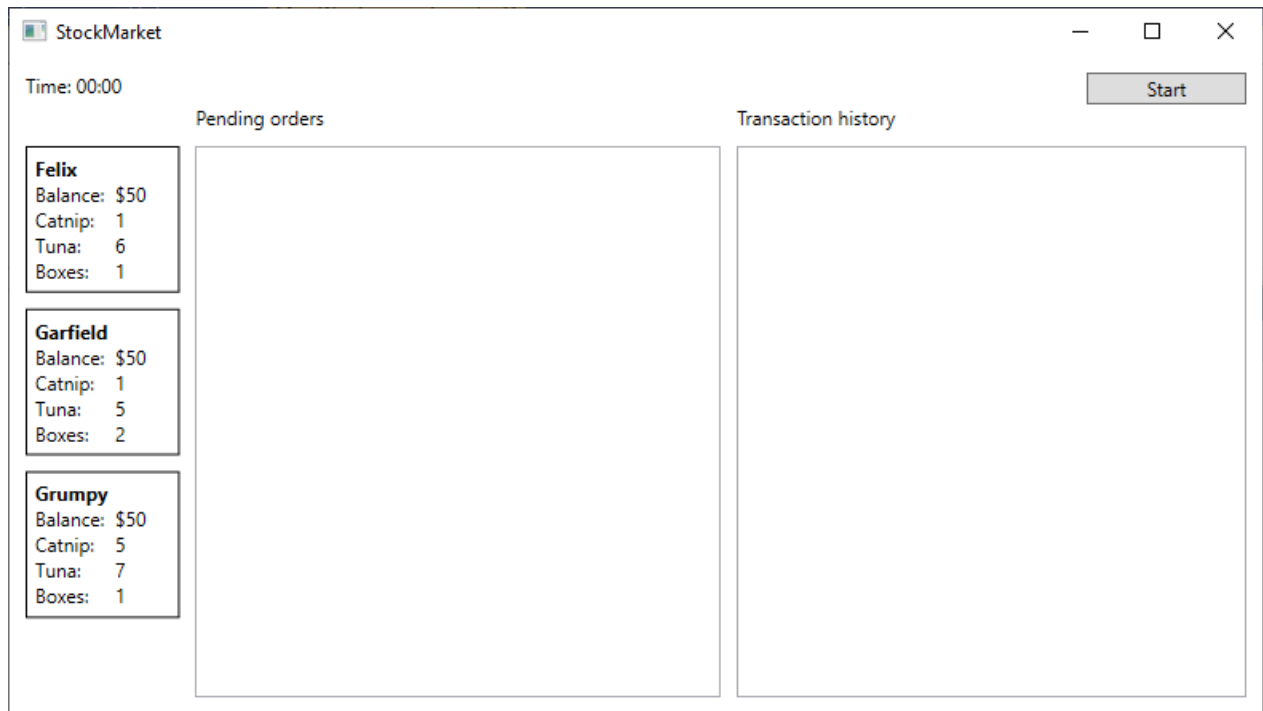 StockMarket
Time: 00:00
Start
Pending orders
Transaction history
Felix
Balance: $50
Catnip: 1
Tuna: 6
Boxes: 1
Garfield
Balance: $50
Catnip: 1
Tuna: 5
Boxes: 2
Grumpy
Balance: $50
Catnip: 5
Tuna: 7
Boxes: 1